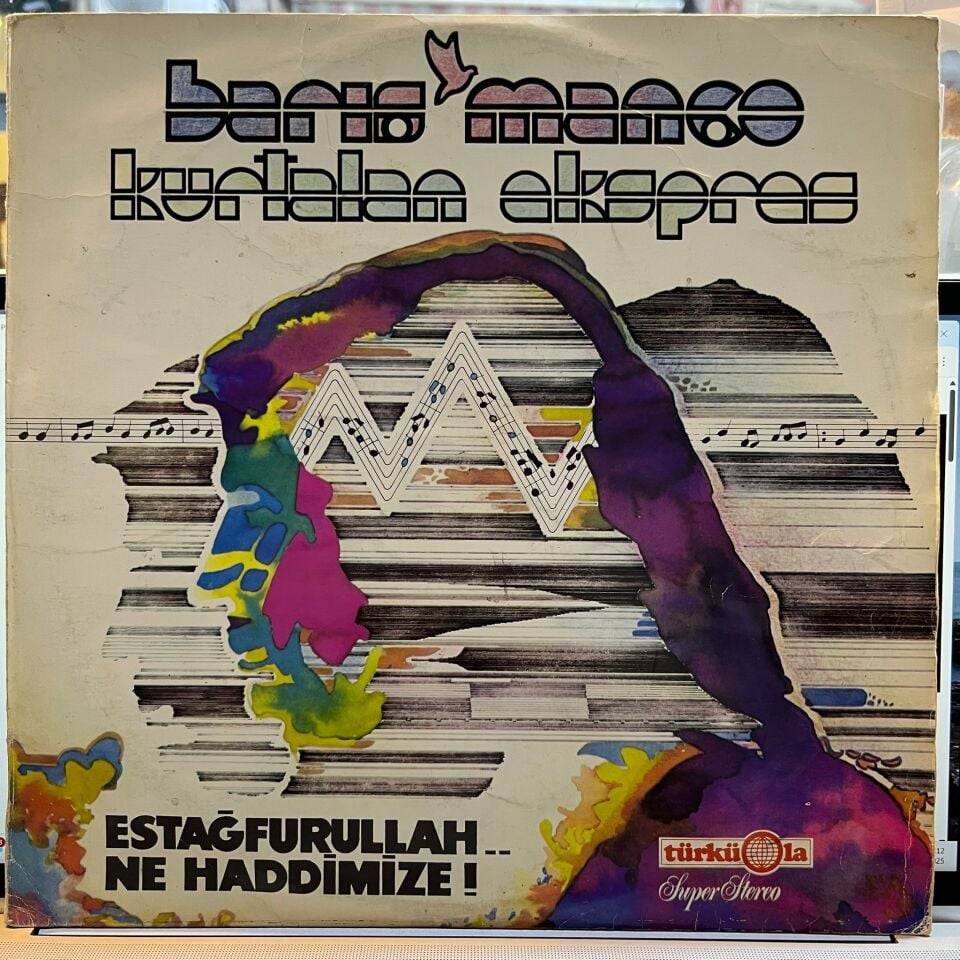 barış manço
kurtalan ekspres
ESTAĞFURULLAH..
NE HADDİMİZE!
türküola
Super Stereo